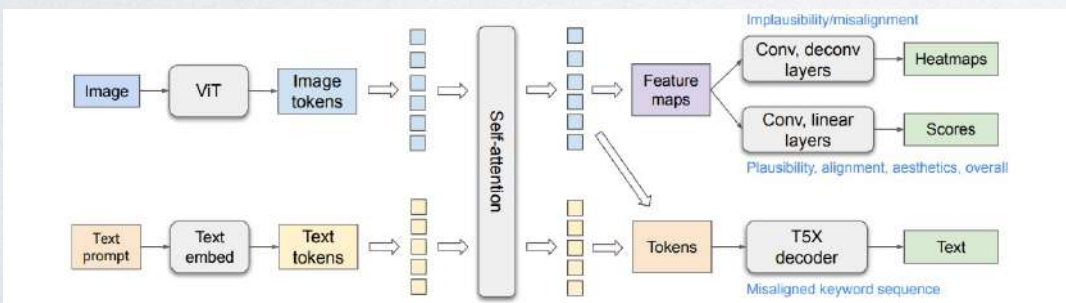 Implausibility/misalignment
Image
ViT
Image
tokens
Self-attention
Feature
maps
Conv, deconv
layers
Heatmaps
Conv, linear
layers
Scores
Plausibility, alignment, aesthetics, overall
Text
prompt
Text
embed
Text
tokens
Tokens
T5X
decoder
Text
Misaligned keyword sequence